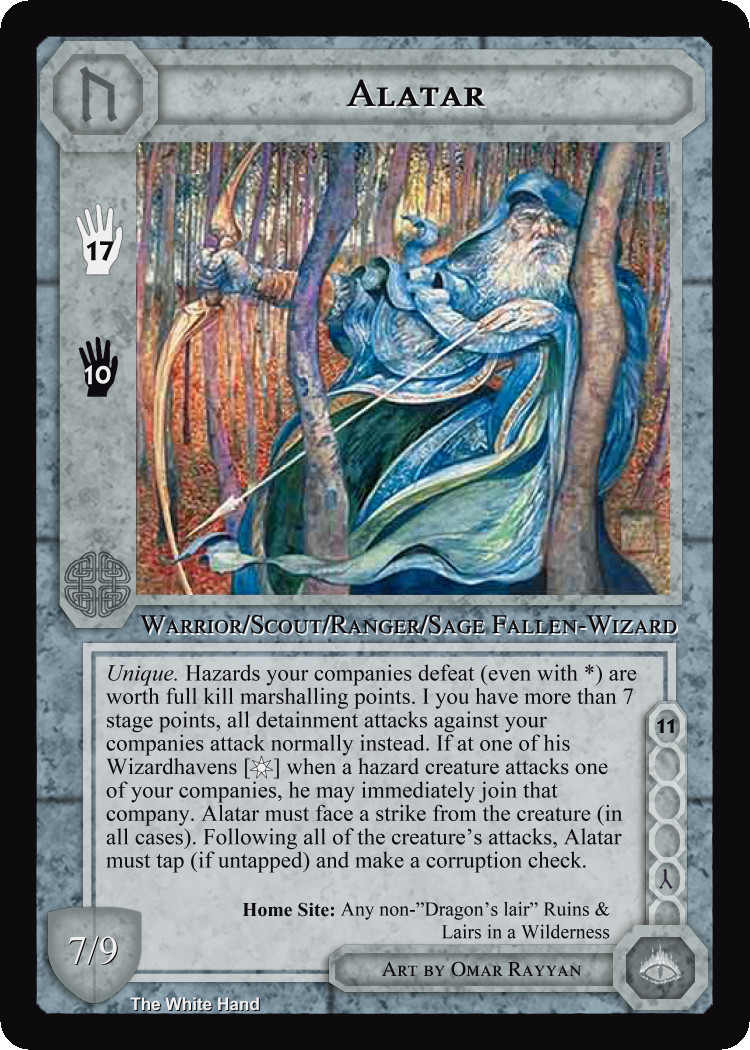 Alatar
17
10
Warrior/Scout/Ranger/Sage Fallen-Wizard
Unique. Hazards your companies defeat (even with *) are
worth full kill marshalling points. I you have more than 7
stage points, all detainment attacks against your
companies attack normally instead. If at one of his
Wizardhavens [☼] when a hazard creature attacks one
of your companies, he may immediately join that
company. Alatar must face a strike from the creature (in
all cases). Following all of the creature's attacks, Alatar
must tap (if untapped) and make a corruption check.
11
Home Site: Any non-"Dragon's lair" Ruins &
Lairs in a Wilderness
7/9
Art by Omar Rayyan
The White Hand